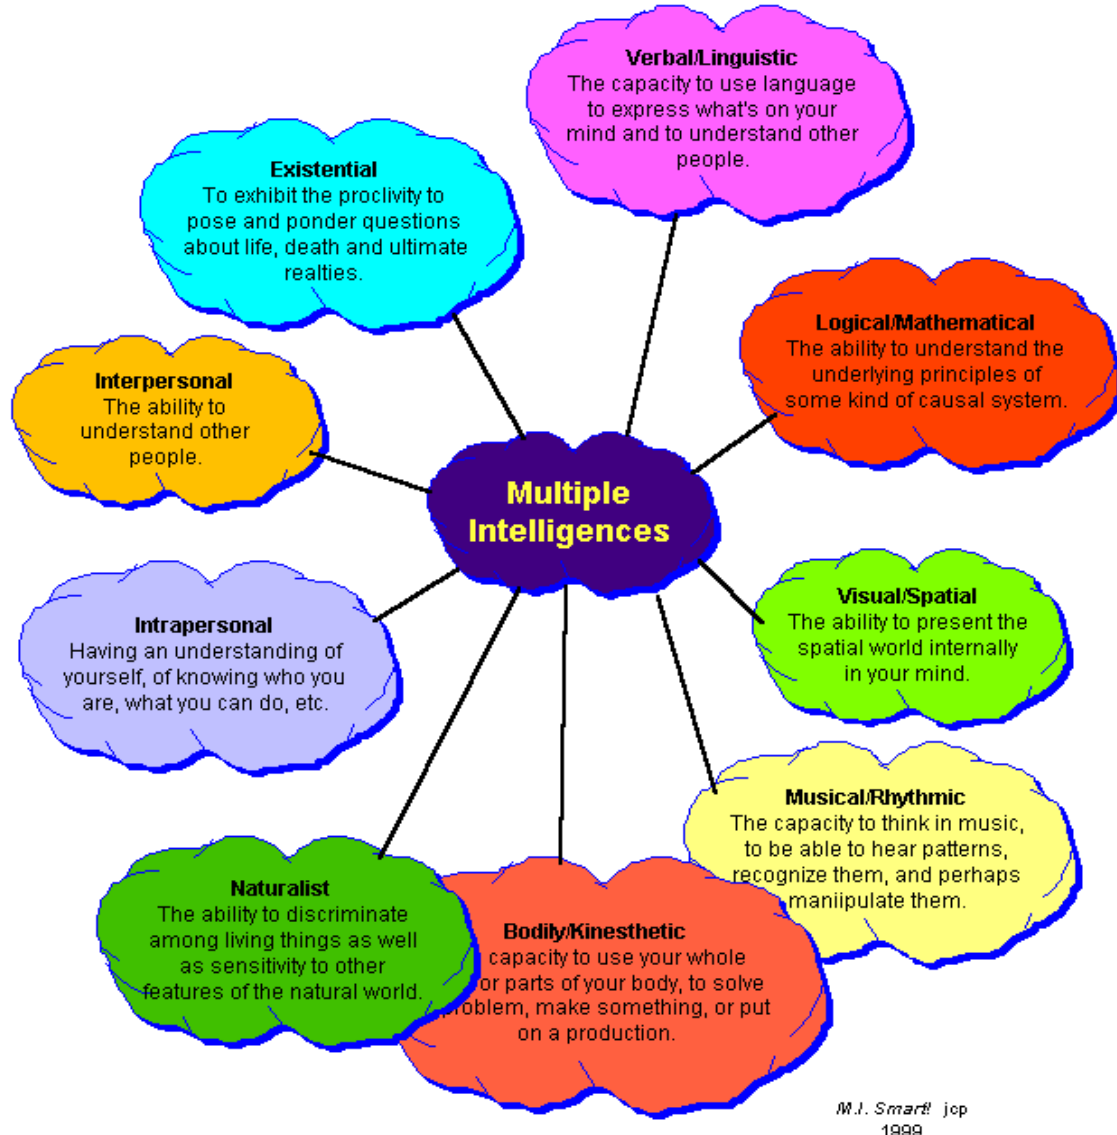 Verbal/Linguistic
The capacity to use language
to express what's on your
mind and to understand other
people.
Existential
To exhibit the proclivity to
pose and ponder questions
about life, death and ultimate
realties.
Logical/Mathematical
The ability to understand the
underlying principles of
some kind of causal system.
Interpersonal
The ability to
understand other
people.
Multiple
Intelligences
Visual/Spatial
The ability to present the
spatial world internally
in your mind.
Intrapersonal
Having an understanding of
yourself, of knowing who you
are, what you can do, etc.
Musical/Rhythmic
The capacity to think in music,
to be able to hear patterns,
recognize them, and perhaps
maniipulate them.
Naturalist
The ability to discriminate
among living things as well
as sensitivity to other
features of the natural world.
Bodily/Kinesthetic
capacity to use your whole
or parts of your body, to solve
problem, make something, or put
on a production.
M.I. Smart! jcp
1999